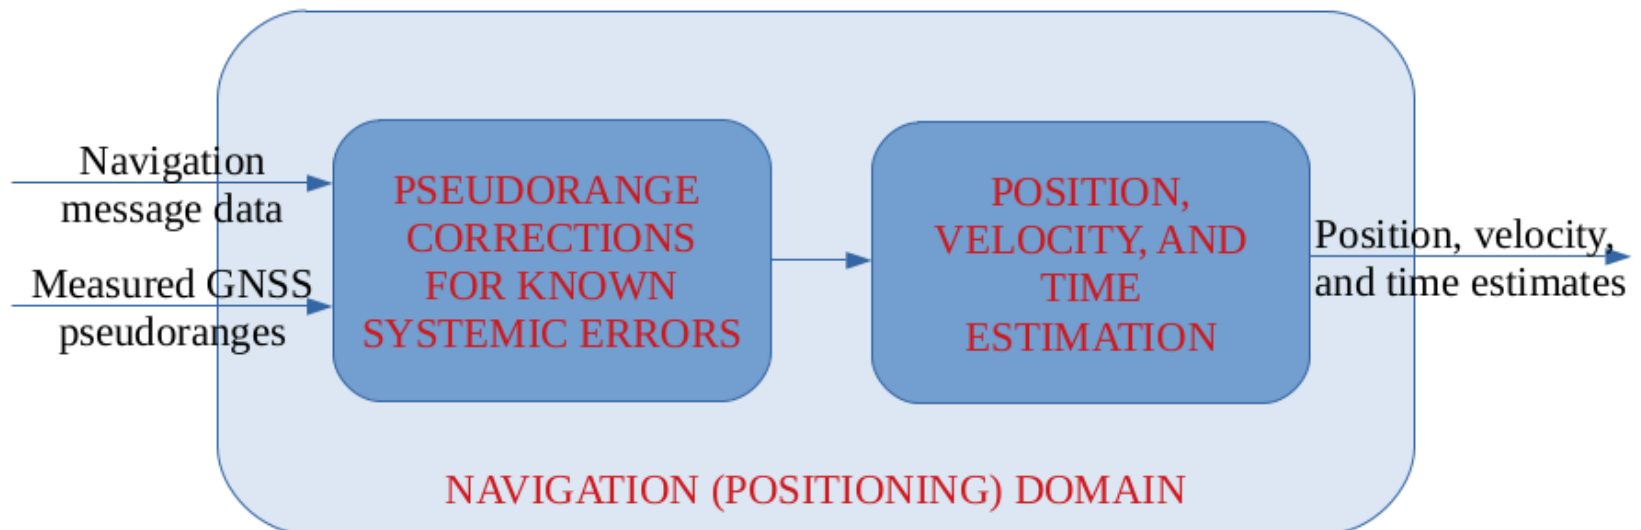 Navigation
message data
Measured GNSS
pseudoranges
PSEUDORANGE
CORRECTIONS
FOR KNOWN
SYSTEMIC ERRORS
POSITION,
VELOCITY, AND
TIME
ESTIMATION
Position, velocity,
and time estimates
NAVIGATION (POSITIONING) DOMAIN